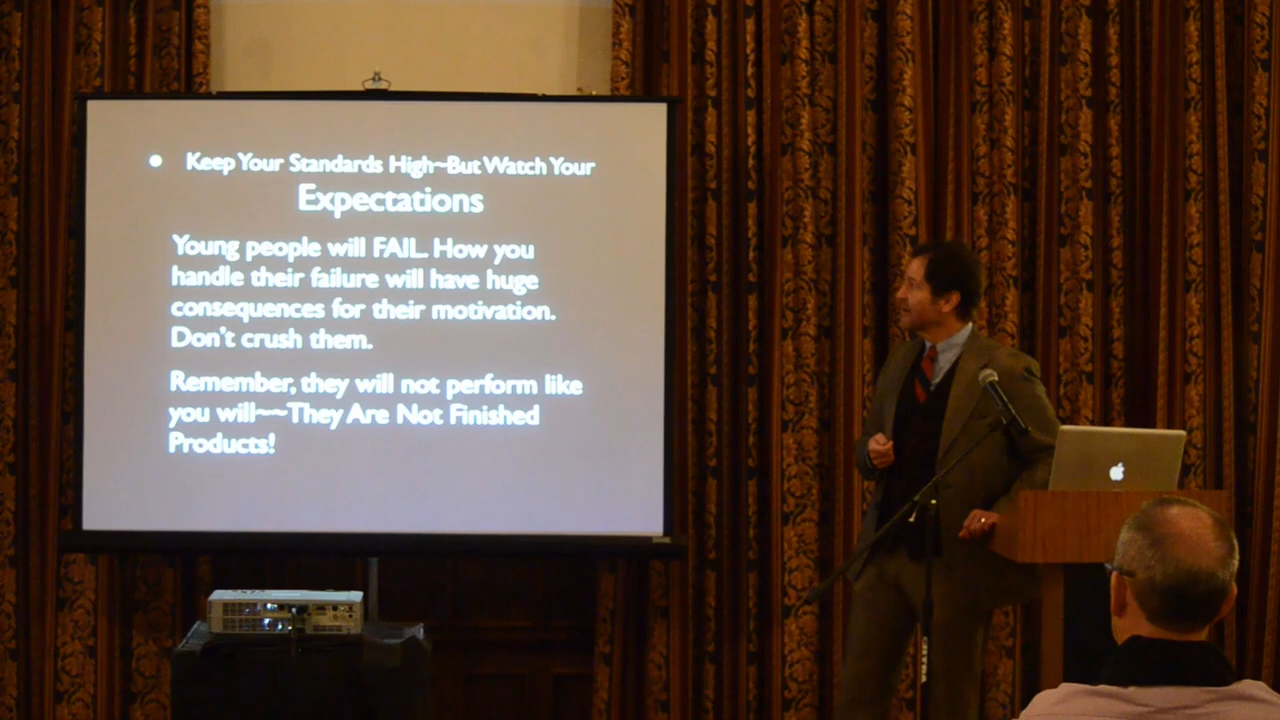 Keep Your Standards High~But Watch Your
Expectations
Young people will FAIL. How you
handle their failure will have huge
consequences for their motivation.
Don't crush them.
Remember, they will not perform like
you will~~They Are Not Finished
Products!